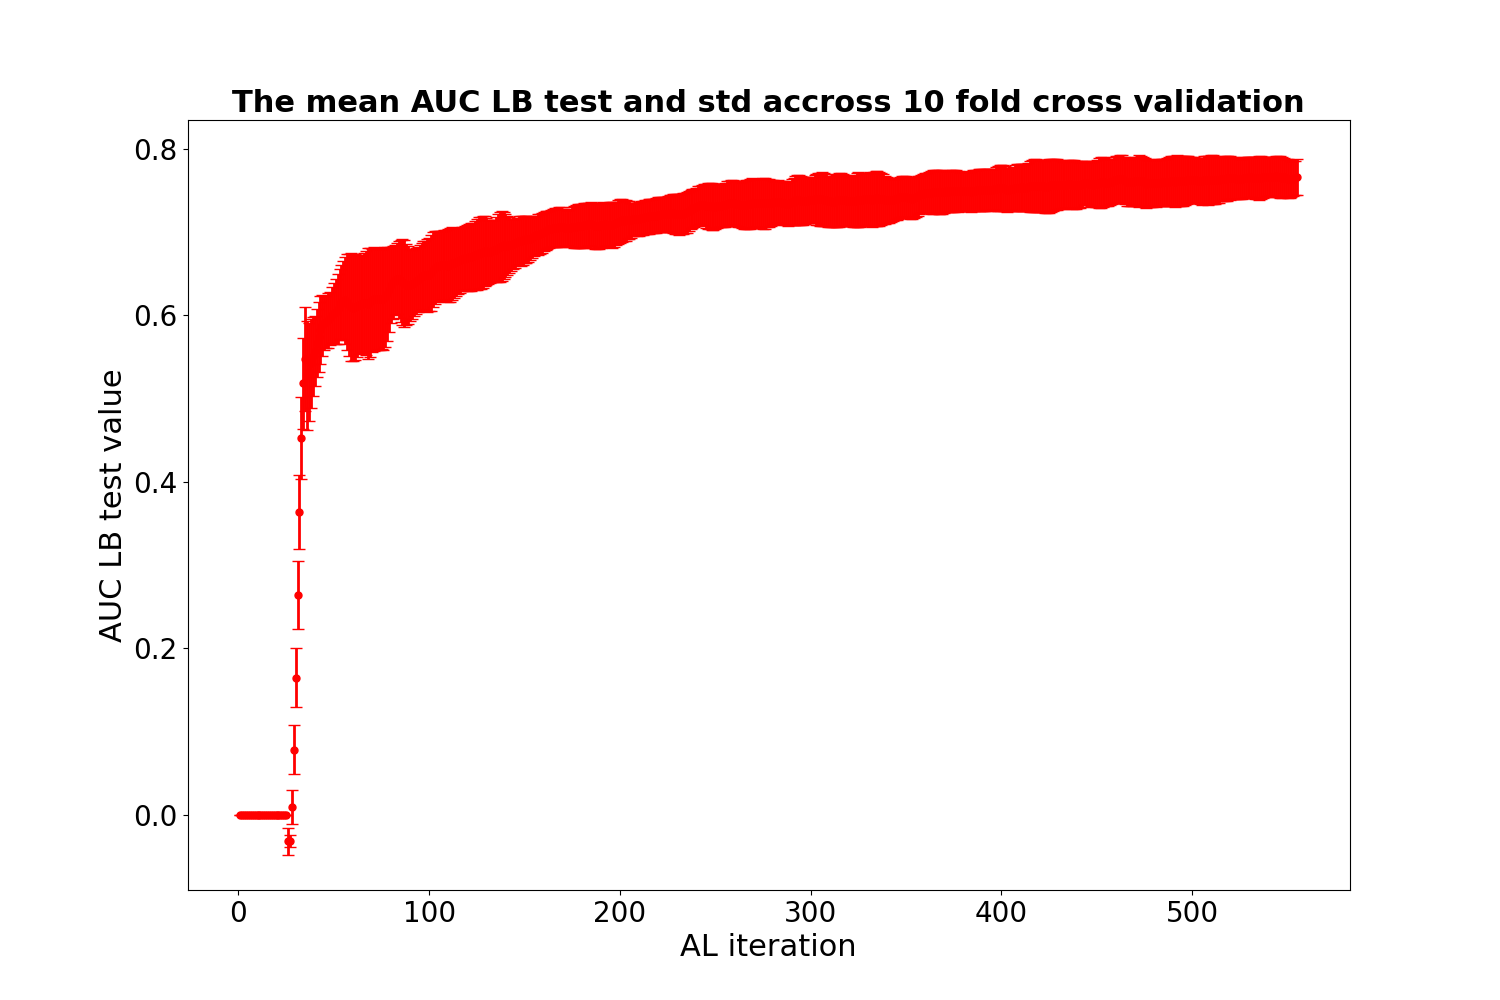 The mean AUC LB test and std accross 10 fold cross validation
0.8
0.6
0.4
0.2
0.0
AUC LB test value
0 100 200 300 400 500
AL iteration